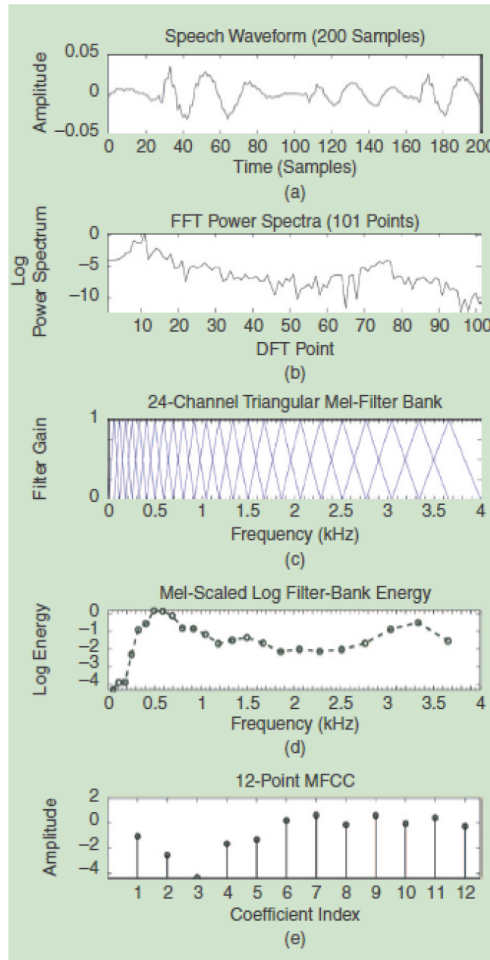 Speech Waveform (200 Samples)
Amplitude
0.05
0
−0.05
0 20 40 60 80 100 120 140 160 180 200
Time (Samples)
(a)
FFT Power Spectra (101 Points)
Log
Power Spectrum
0
−5
−10
10 20 30 40 50 60 70 80 90 100
DFT Point
(b)
24-Channel Triangular Mel-Filter Bank
Filter Gain
1
0
0 0.5 1 1.5 2 2.5 3 3.5 4
Frequency (kHz)
(c)
Mel-Scaled Log Filter-Bank Energy
Log Energy
0
−1
−2
−3
−4
0 0.5 1 1.5 2 2.5 3 3.5 4
Frequency (kHz)
(d)
12-Point MFCC
Amplitude
2
0
−2
−4
1 2 3 4 5 6 7 8 9 10 11 12
Coefficient Index
(e)